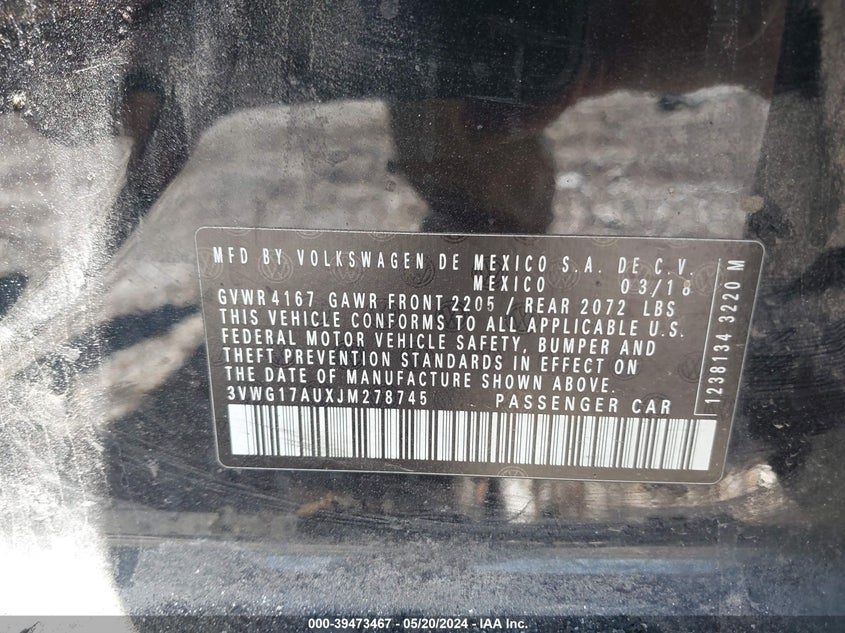 MFD BY VOLKSWAGEN DE MEXICO S.A. DE C.V.
MEXICO 03/18
GVWR 4167 GAWR FRONT 2205 / REAR 2072 LBS
THIS VEHICLE CONFORMS TO ALL APPLICABLE U.S.
FEDERAL MOTOR VEHICLE SAFETY, BUMPER AND
THEFT PREVENTION STANDARDS IN EFFECT ON
THE DATE OF MANUFACTURE SHOWN ABOVE.
3VWG17AUXJM278745 PASSENGER CAR
1238134 3220 M
000-39473467 - 05/20/2024 - IAA Inc.